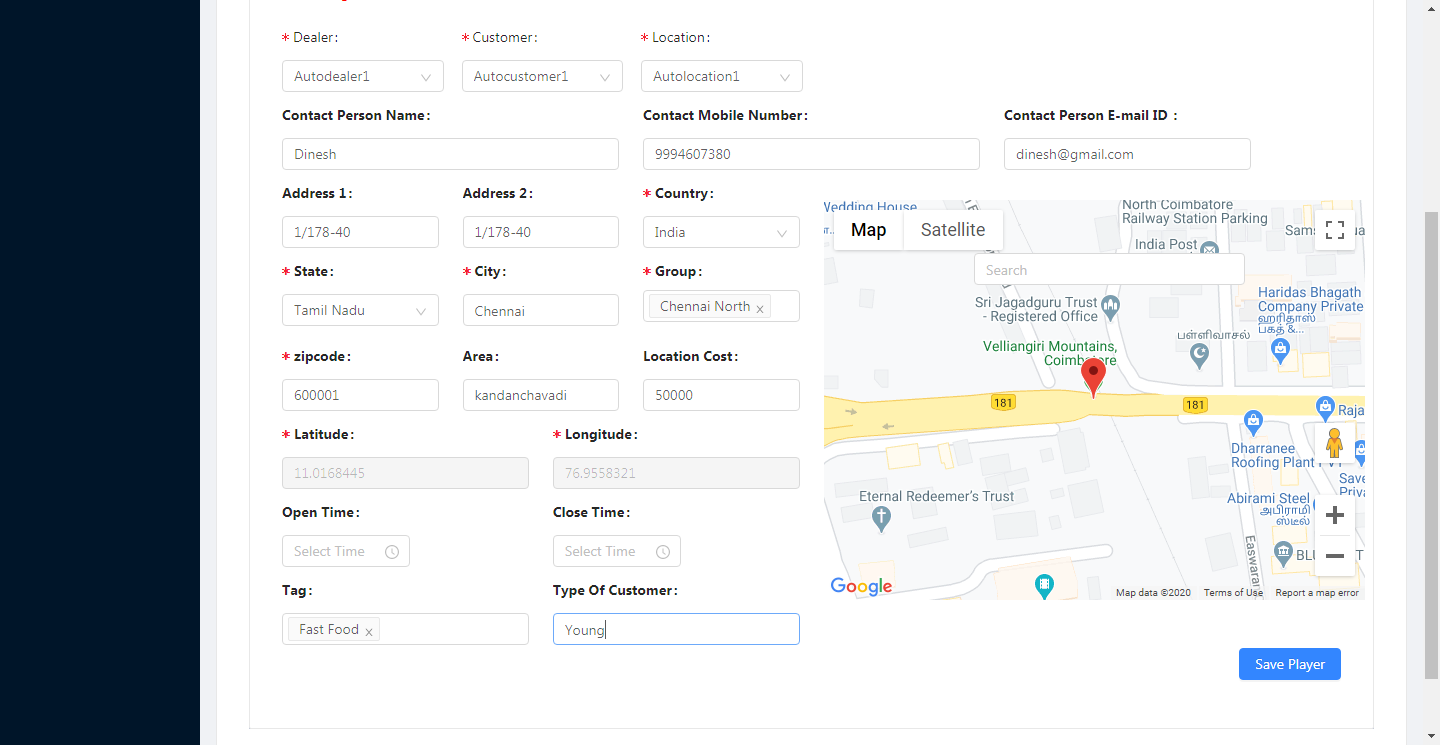 * Dealer:
* Customer:
* Location:
Autodealer1
Autocustomer1
Autolocation1
Contact Person Name:
Contact Mobile Number:
Contact Person E-mail ID :
Dinesh
9994607380
dinesh@gmail.com
Address 1:
Address 2:
* Country:
1/178-40
1/178-40
India
* State:
* City:
* Group:
Tamil Nadu
Chennai
Chennai North x
* zipcode:
Area:
Location Cost:
600001
kandanchavadi
50000
* Latitude:
* Longitude:
11.0168445
76.9558321
Open Time:
Close Time:
Select Time
Select Time
Tag:
Type Of Customer:
Fast Food x
Young
Wedding House
Map
Satellite
North Coimbatore
Railway Station Parking
India Post
Search
Sri Jagadguru Trust
- Registered Office
Haridas Bhagath
Company Private
ஹரிதாஸ்
பகத் &...
பள்ளிவாசல்
Velliangiri Mountains,
Coimbatore
181
181
Raja
Dharranee
Roofing Plant
Save
Priva
Eternal Redeemer's Trust
Abirami Steel
அபிராமி
ஸ்டீல்
Easwaran
Google
Map data ©2020
Terms of Use
Report a map error
Save Player